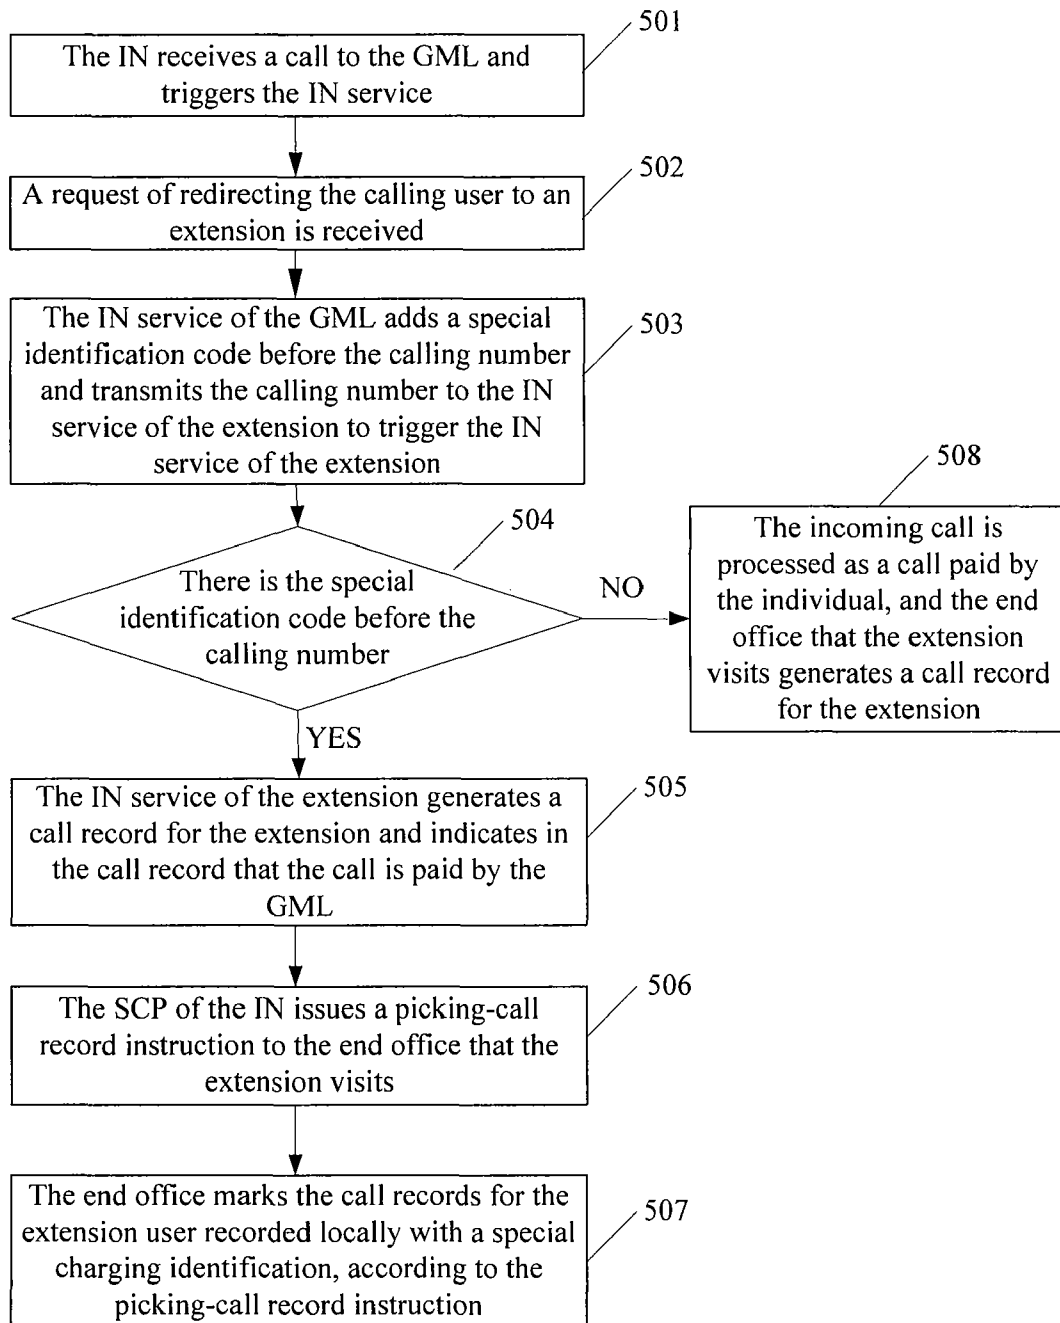 501
The IN receives a call to the GML and
triggers the IN service
502
A request of redirecting the calling user to an
extension is received
503
The IN service of the GML adds a special
identification code before the calling number
and transmits the calling number to the IN
service of the extension to trigger the IN
service of the extension
504
There is the special
identification code before the
calling number
NO
508
The incoming call is
processed as a call paid by
the individual, and the end
office that the extension
visits generates a call record
for the extension
YES
505
The IN service of the extension generates a
call record for the extension and indicates in
the call record that the call is paid by the
GML
506
The SCP of the IN issues a picking-call
record instruction to the end office that the
extension visits
507
The end office marks the call records for the
extension user recorded locally with a special
charging identification, according to the
picking-call record instruction